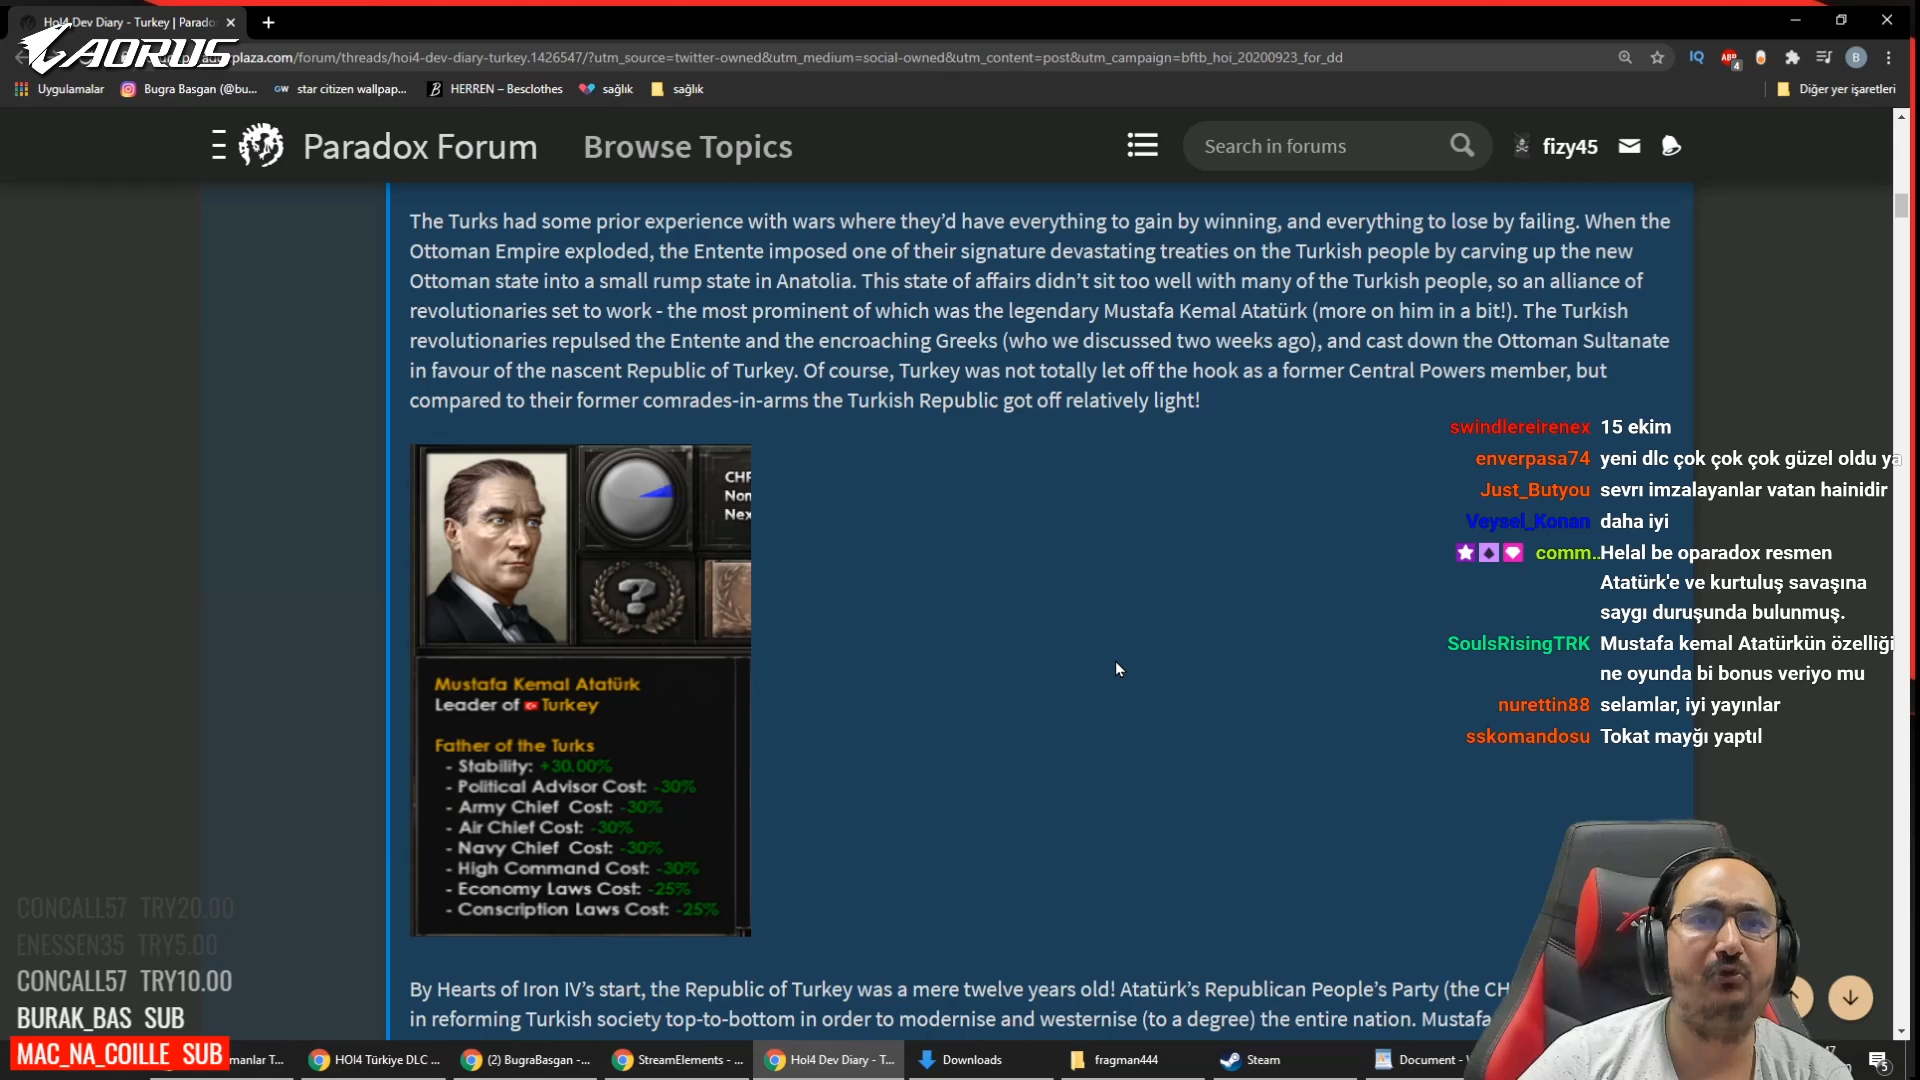 HoI4 Dev Diary - Turkey | Parado
AORUS
plaza.com/forum/threads/hoi4-dev-diary-turkey.1426547/?utm_source=twitter-owned&utm_medium=social-owned&utm_content=post&utm_campaign=bftb_hoi_20200923_for_dd
IQ
ABP
4
B
Uygulamalar
Bugra Basgan (@bu...
GW
star citizen wallpap...
B
HERREN – Besclothes
sağlık
sağlık
Diğer yer işaretleri
Paradox Forum
Browse Topics
Search in forums
fizy45
The Turks had some prior experience with wars where they’d have everything to gain by winning, and everything to lose by failing. When the
Ottoman Empire exploded, the Entente imposed one of their signature devastating treaties on the Turkish people by carving up the new
Ottoman state into a small rump state in Anatolia. This state of affairs didn’t sit too well with many of the Turkish people, so an alliance of
revolutionaries set to work - the most prominent of which was the legendary Mustafa Kemal Atatürk (more on him in a bit!). The Turkish
revolutionaries repulsed the Entente and the encroaching Greeks (who we discussed two weeks ago), and cast down the Ottoman Sultanate
in favour of the nascent Republic of Turkey. Of course, Turkey was not totally let off the hook as a former Central Powers member, but
compared to their former comrades-in-arms the Turkish Republic got off relatively light!
CHP
Non
Nex
Mustafa Kemal Atatürk
Leader of Turkey
Father of the Turks
- Stability: +30.00%
- Political Advisor Cost: -30%
- Army Chief Cost: -30%
- Air Chief Cost: -30%
- Navy Chief Cost: -30%
- High Command Cost: -30%
- Economy Laws Cost: -25%
- Conscription Laws Cost: -25%
swindlereirenex 15 ekim
enverpasa74 yeni dlc çok çok çok güzel oldu ya
Just_Butyou sevrı imzalayanlar vatan hainidir
Veysel_Konan daha iyi
comm.. Helal be oparadox resmen
Atatürk'e ve kurtuluş savaşına
saygı duruşunda bulunmuş.
SoulsRisingTRK Mustafa kemal Atatürkün özelliği
ne oyunda bi bonus veriyo mu
nurettin88 selamlar, iyi yayınlar
sskomandosu Tokat mayğı yaptıl
By Hearts of Iron IV’s start, the Republic of Turkey was a mere twelve years old! Atatürk’s Republican People’s Party (the CH
in reforming Turkish society top-to-bottom in order to modernise and westernise (to a degree) the entire nation. Mustafa
CONCALL57 TRY20.00
ENESSEN35 TRY5.00
CONCALL57 TRY10.00
BURAK_BAS SUB
MAC_NA_COILLE SUB
manlar T...
HOI4 Türkiye DLC ...
(2) BugraBasgan -...
StreamElements - ...
HoI4 Dev Diary - T...
Downloads
fragman444
Steam
Document - W
5